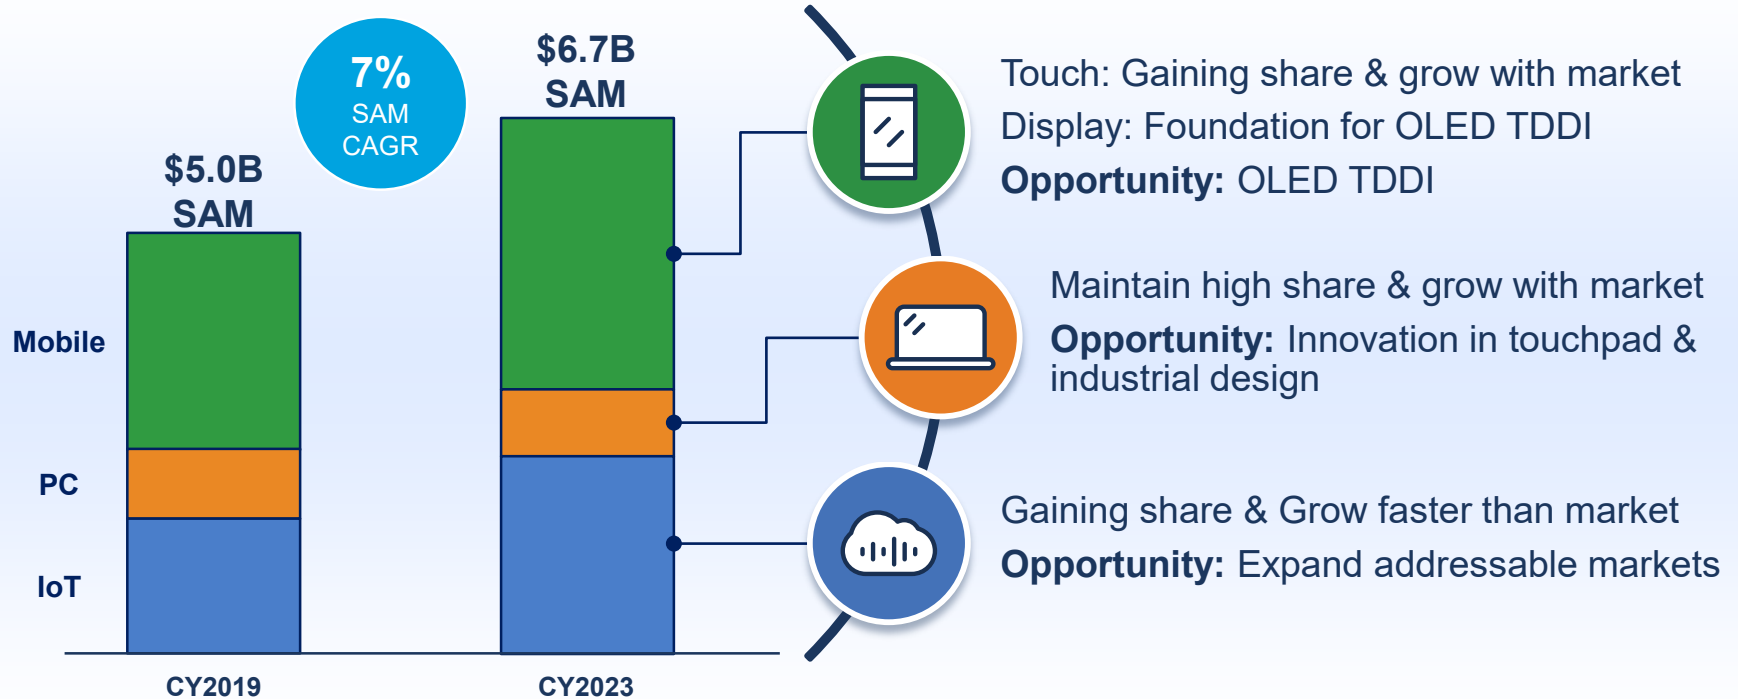 7%
SAM
CAGR
$5.0B
SAM
$6.7B
SAM
Mobile
PC
IoT
CY2019
CY2023
Touch: Gaining share & grow with market
Display: Foundation for OLED TDDI
Opportunity: OLED TDDI
Maintain high share & grow with market
Opportunity: Innovation in touchpad &
industrial design
Gaining share & Grow faster than market
Opportunity: Expand addressable markets